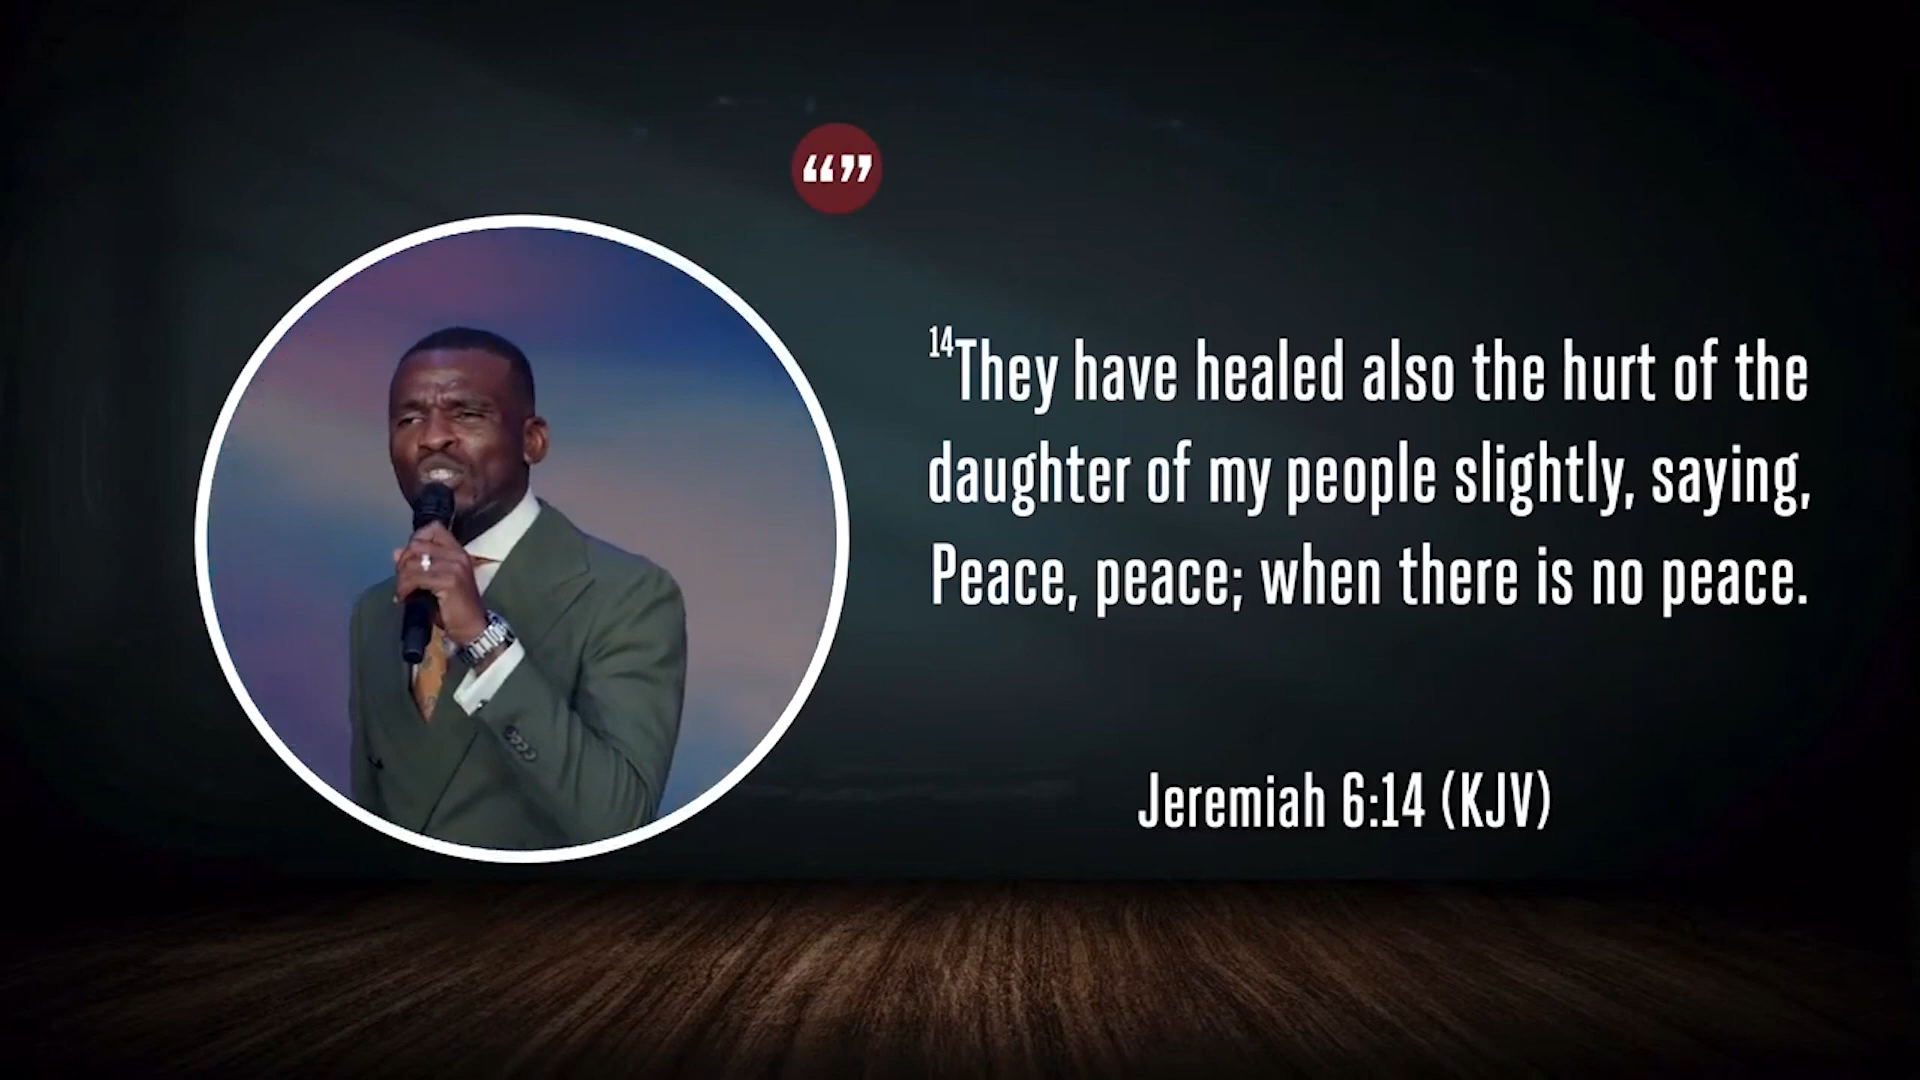 “”
¹⁴They have healed also the hurt of the
daughter of my people slightly, saying,
Peace, peace; when there is no peace.
Jeremiah 6:14 (KJV)